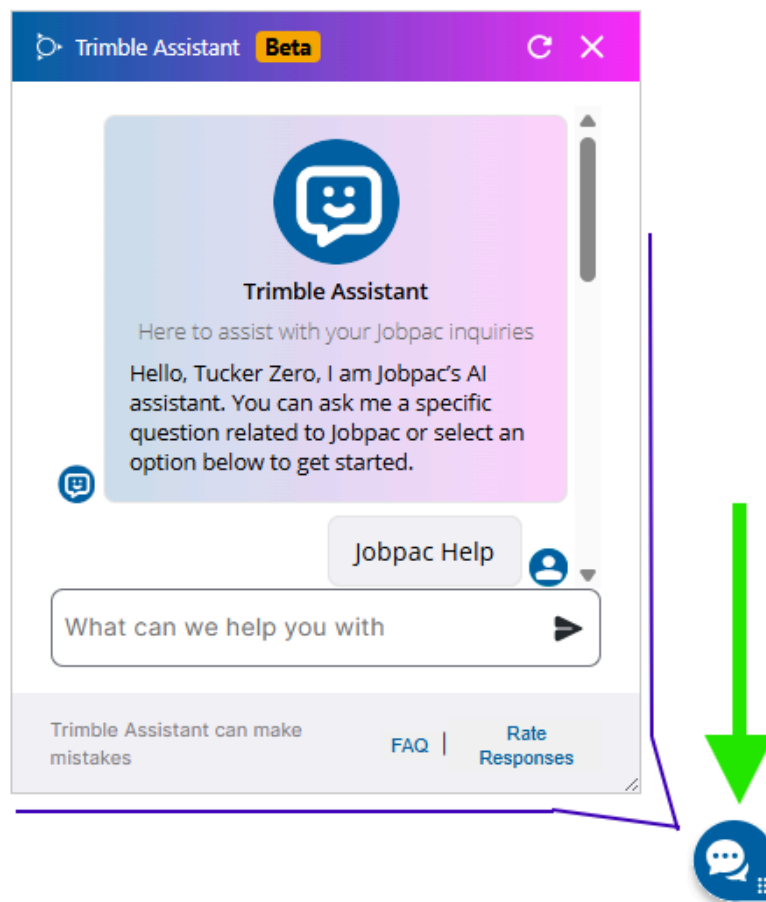 Trimble Assistant Beta
Trimble Assistant
Here to assist with your Jobpac inquiries
Hello, Tucker Zero, I am Jobpac’s AI
assistant. You can ask me a specific
question related to Jobpac or select an
option below to get started.
Jobpac Help
What can we help you with
Trimble Assistant can make
mistakes
FAQ |
Rate
Responses